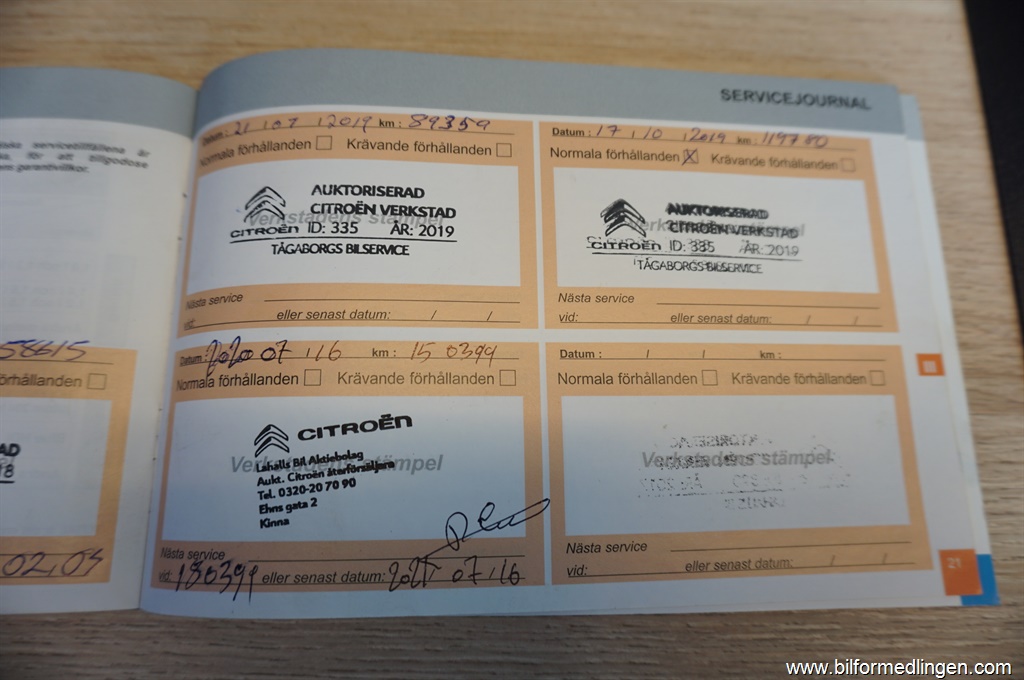 SERVICEJOURNAL
58615
förhållanden
18
02,03
Datum : 21 / 07 / 2019 km : 89359
Normala förhållanden Krävande förhållanden
Verkstadens stämpel
AUKTORISERAD
CITROËN VERKSTAD
CITROËN ID: 335 ÅR: 2019
TÅGABORGS BILSERVICE
Nästa service
vid: eller senast datum: / /
Datum : 17 / 10 / 2019 km : 119780
Normala förhållanden X Krävande förhållanden
Verkstadens stämpel
AUKTORISERAD
CITROËN VERKSTAD
CITROËN ID: 335 ÅR: 2019
TÅGABORGS BILSERVICE
Nästa service
vid: eller senast datum: / /
Datum : 2020 07 / 16 km : 150399
Normala förhållanden Krävande förhållanden
CITROËN
Verkstadens stämpel
Lahalls Bil Aktiebolag
Aukt. Citroën återförsäljare
Tel. 0320-20 70 90
Ehns gata 2
Kinna
Nästa service
vid: 180399 eller senast datum: 2021 / 07 / 16
Datum : / / km :
Normala förhållanden Krävande förhållanden
Verkstadens stämpel
Nästa service
vid: eller senast datum: / /
21
www.bilformedlingen.com